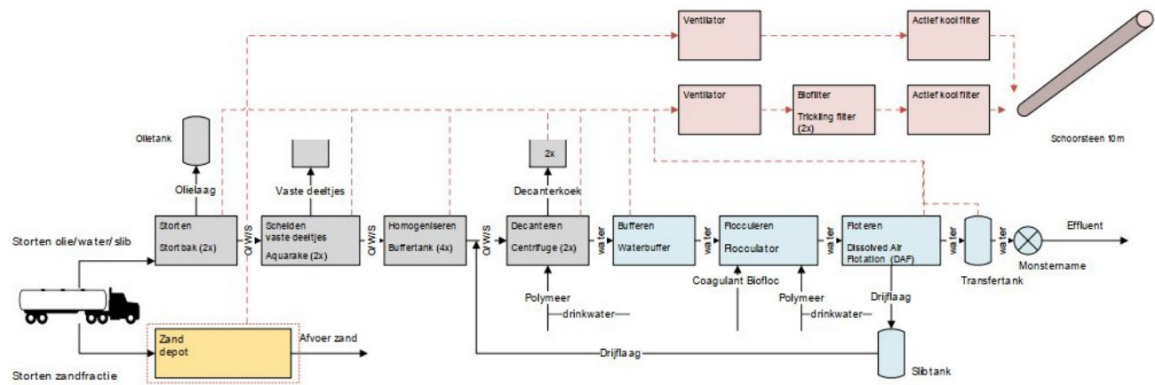 Ventilator
Actief kool filter
Ventilator
Biofilter
Trickling filter
(2x)
Actief kool filter
Schoorsteen 10m
Olietank
2x
Olielaag
Vaste deeltjes
Decanterkoek
Storten olie/water/slib
Storten
Stortbak (2x)
O/W/S
Scheiden
vaste deeltjes
Aquarake (2x)
O/W/S
Homogeniseren
Buffertank (4x)
O/W/S
Decanteren
Centrifuge (2x)
water
Bufferen
Waterbuffer
water
Flocculeren
Flocculator
water
Floteren
Dissolved Air
Flotation (DAF)
water
Transfertank
water
Monstername
Effluent
Polymeer
drinkwater
Coagulant Biofloc
Polymeer
drinkwater
Drijflaag
Zand
depot
Afvoer zand
Drijflaag
Slibtank
Storten zandfractie